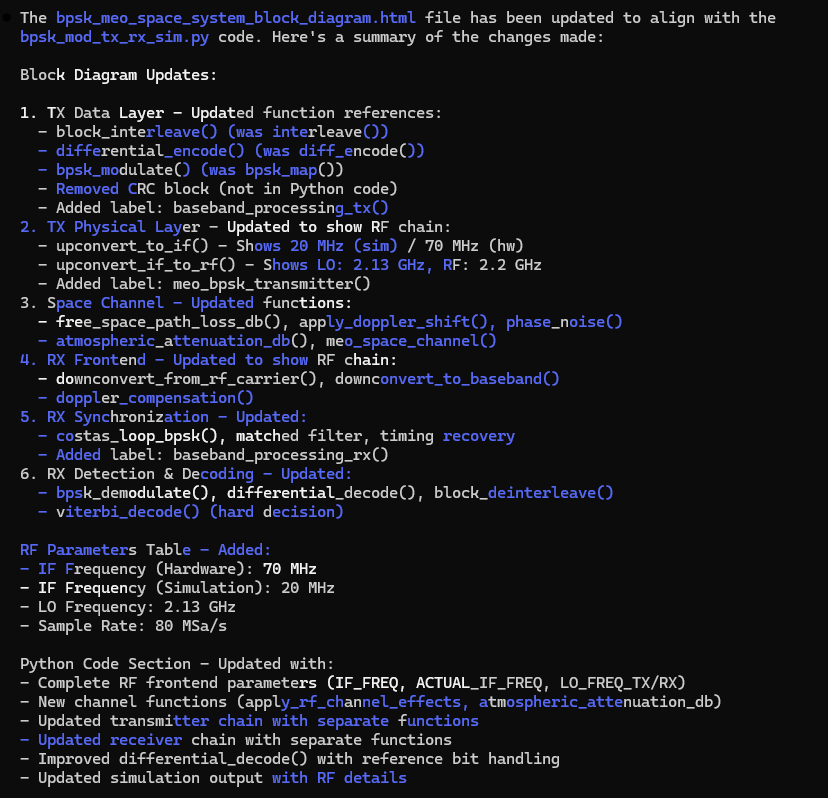 ● The bpsk_meo_space_system_block_diagram.html file has been updated to align with the
bpsk_mod_tx_rx_sim.py code. Here's a summary of the changes made:
Block Diagram Updates:
1. TX Data Layer - Updated function references:
- block_interleave() (was interleave())
- differential_encode() (was diff_encode())
- bpsk_modulate() (was bpsk_map())
- Removed CRC block (not in Python code)
- Added label: baseband_processing_tx()
2. TX Physical Layer - Updated to show RF chain:
- upconvert_to_if() - Shows 20 MHz (sim) / 70 MHz (hw)
- upconvert_if_to_rf() - Shows LO: 2.13 GHz, RF: 2.2 GHz
- Added label: meo_bpsk_transmitter()
3. Space Channel - Updated functions:
- free_space_path_loss_db(), apply_doppler_shift(), phase_noise()
- atmospheric_attenuation_db(), meo_space_channel()
4. RX Frontend - Updated to show RF chain:
- downconvert_from_rf_carrier(), downconvert_to_baseband()
- doppler_compensation()
5. RX Synchronization - Updated:
- costas_loop_bpsk(), matched filter, timing recovery
- Added label: baseband_processing_rx()
6. RX Detection & Decoding - Updated:
- bpsk_demodulate(), differential_decode(), block_deinterleave()
- viterbi_decode() (hard decision)
RF Parameters Table - Added:
- IF Frequency (Hardware): 70 MHz
- IF Frequency (Simulation): 20 MHz
- LO Frequency: 2.13 GHz
- Sample Rate: 80 MSa/s
Python Code Section - Updated with:
- Complete RF frontend parameters (IF_FREQ, ACTUAL_IF_FREQ, LO_FREQ_TX/RX)
- New channel functions (apply_rf_channel_effects, atmospheric_attenuation_db)
- Updated transmitter chain with separate functions
- Updated receiver chain with separate functions
- Improved differential_decode() with reference bit handling
- Updated simulation output with RF details